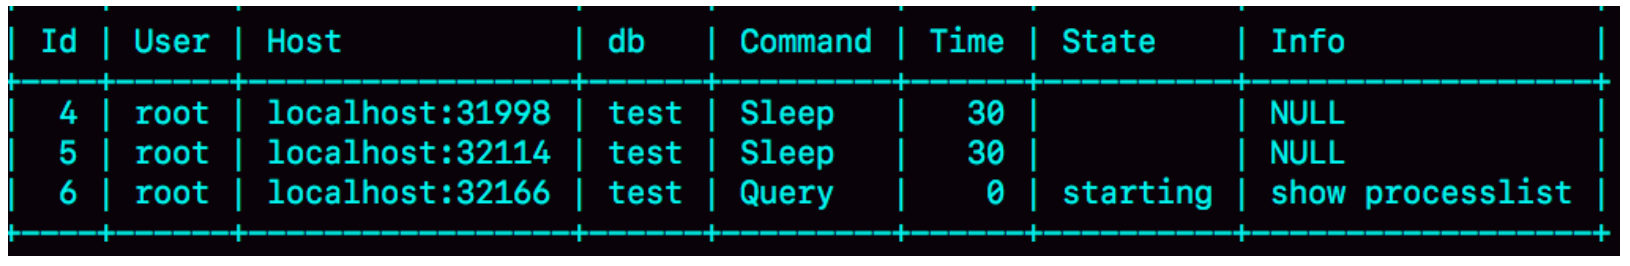 | Id | User | Host            | db   | Command | Time | State    | Info             |
+----+------+-----------------+------+---------+------+----------+------------------+
|  4 | root | localhost:31998 | test | Sleep   |   30 |          | NULL             |
|  5 | root | localhost:32114 | test | Sleep   |   30 |          | NULL             |
|  6 | root | localhost:32166 | test | Query   |    0 | starting | show processlist |
+----+------+-----------------+------+---------+------+----------+------------------+